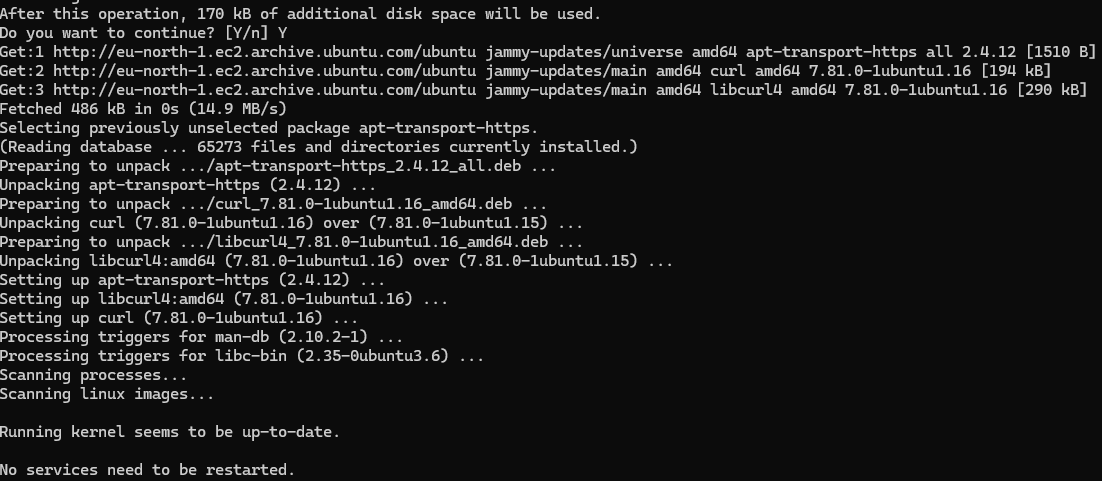 After this operation, 170 kB of additional disk space will be used.
Do you want to continue? [Y/n] Y
Get:1 http://eu-north-1.ec2.archive.ubuntu.com/ubuntu jammy-updates/universe amd64 apt-transport-https all 2.4.12 [1510 B]
Get:2 http://eu-north-1.ec2.archive.ubuntu.com/ubuntu jammy-updates/main amd64 curl amd64 7.81.0-1ubuntu1.16 [194 kB]
Get:3 http://eu-north-1.ec2.archive.ubuntu.com/ubuntu jammy-updates/main amd64 libcurl4 amd64 7.81.0-1ubuntu1.16 [290 kB]
Fetched 486 kB in 0s (14.9 MB/s)
Selecting previously unselected package apt-transport-https.
(Reading database ... 65273 files and directories currently installed.)
Preparing to unpack .../apt-transport-https_2.4.12_all.deb ...
Unpacking apt-transport-https (2.4.12) ...
Preparing to unpack .../curl_7.81.0-1ubuntu1.16_amd64.deb ...
Unpacking curl (7.81.0-1ubuntu1.16) over (7.81.0-1ubuntu1.15) ...
Preparing to unpack .../libcurl4_7.81.0-1ubuntu1.16_amd64.deb ...
Unpacking libcurl4:amd64 (7.81.0-1ubuntu1.16) over (7.81.0-1ubuntu1.15) ...
Setting up apt-transport-https (2.4.12) ...
Setting up libcurl4:amd64 (7.81.0-1ubuntu1.16) ...
Setting up curl (7.81.0-1ubuntu1.16) ...
Processing triggers for man-db (2.10.2-1) ...
Processing triggers for libc-bin (2.35-0ubuntu3.6) ...
Scanning processes...
Scanning linux images...
Running kernel seems to be up-to-date.
No services need to be restarted.